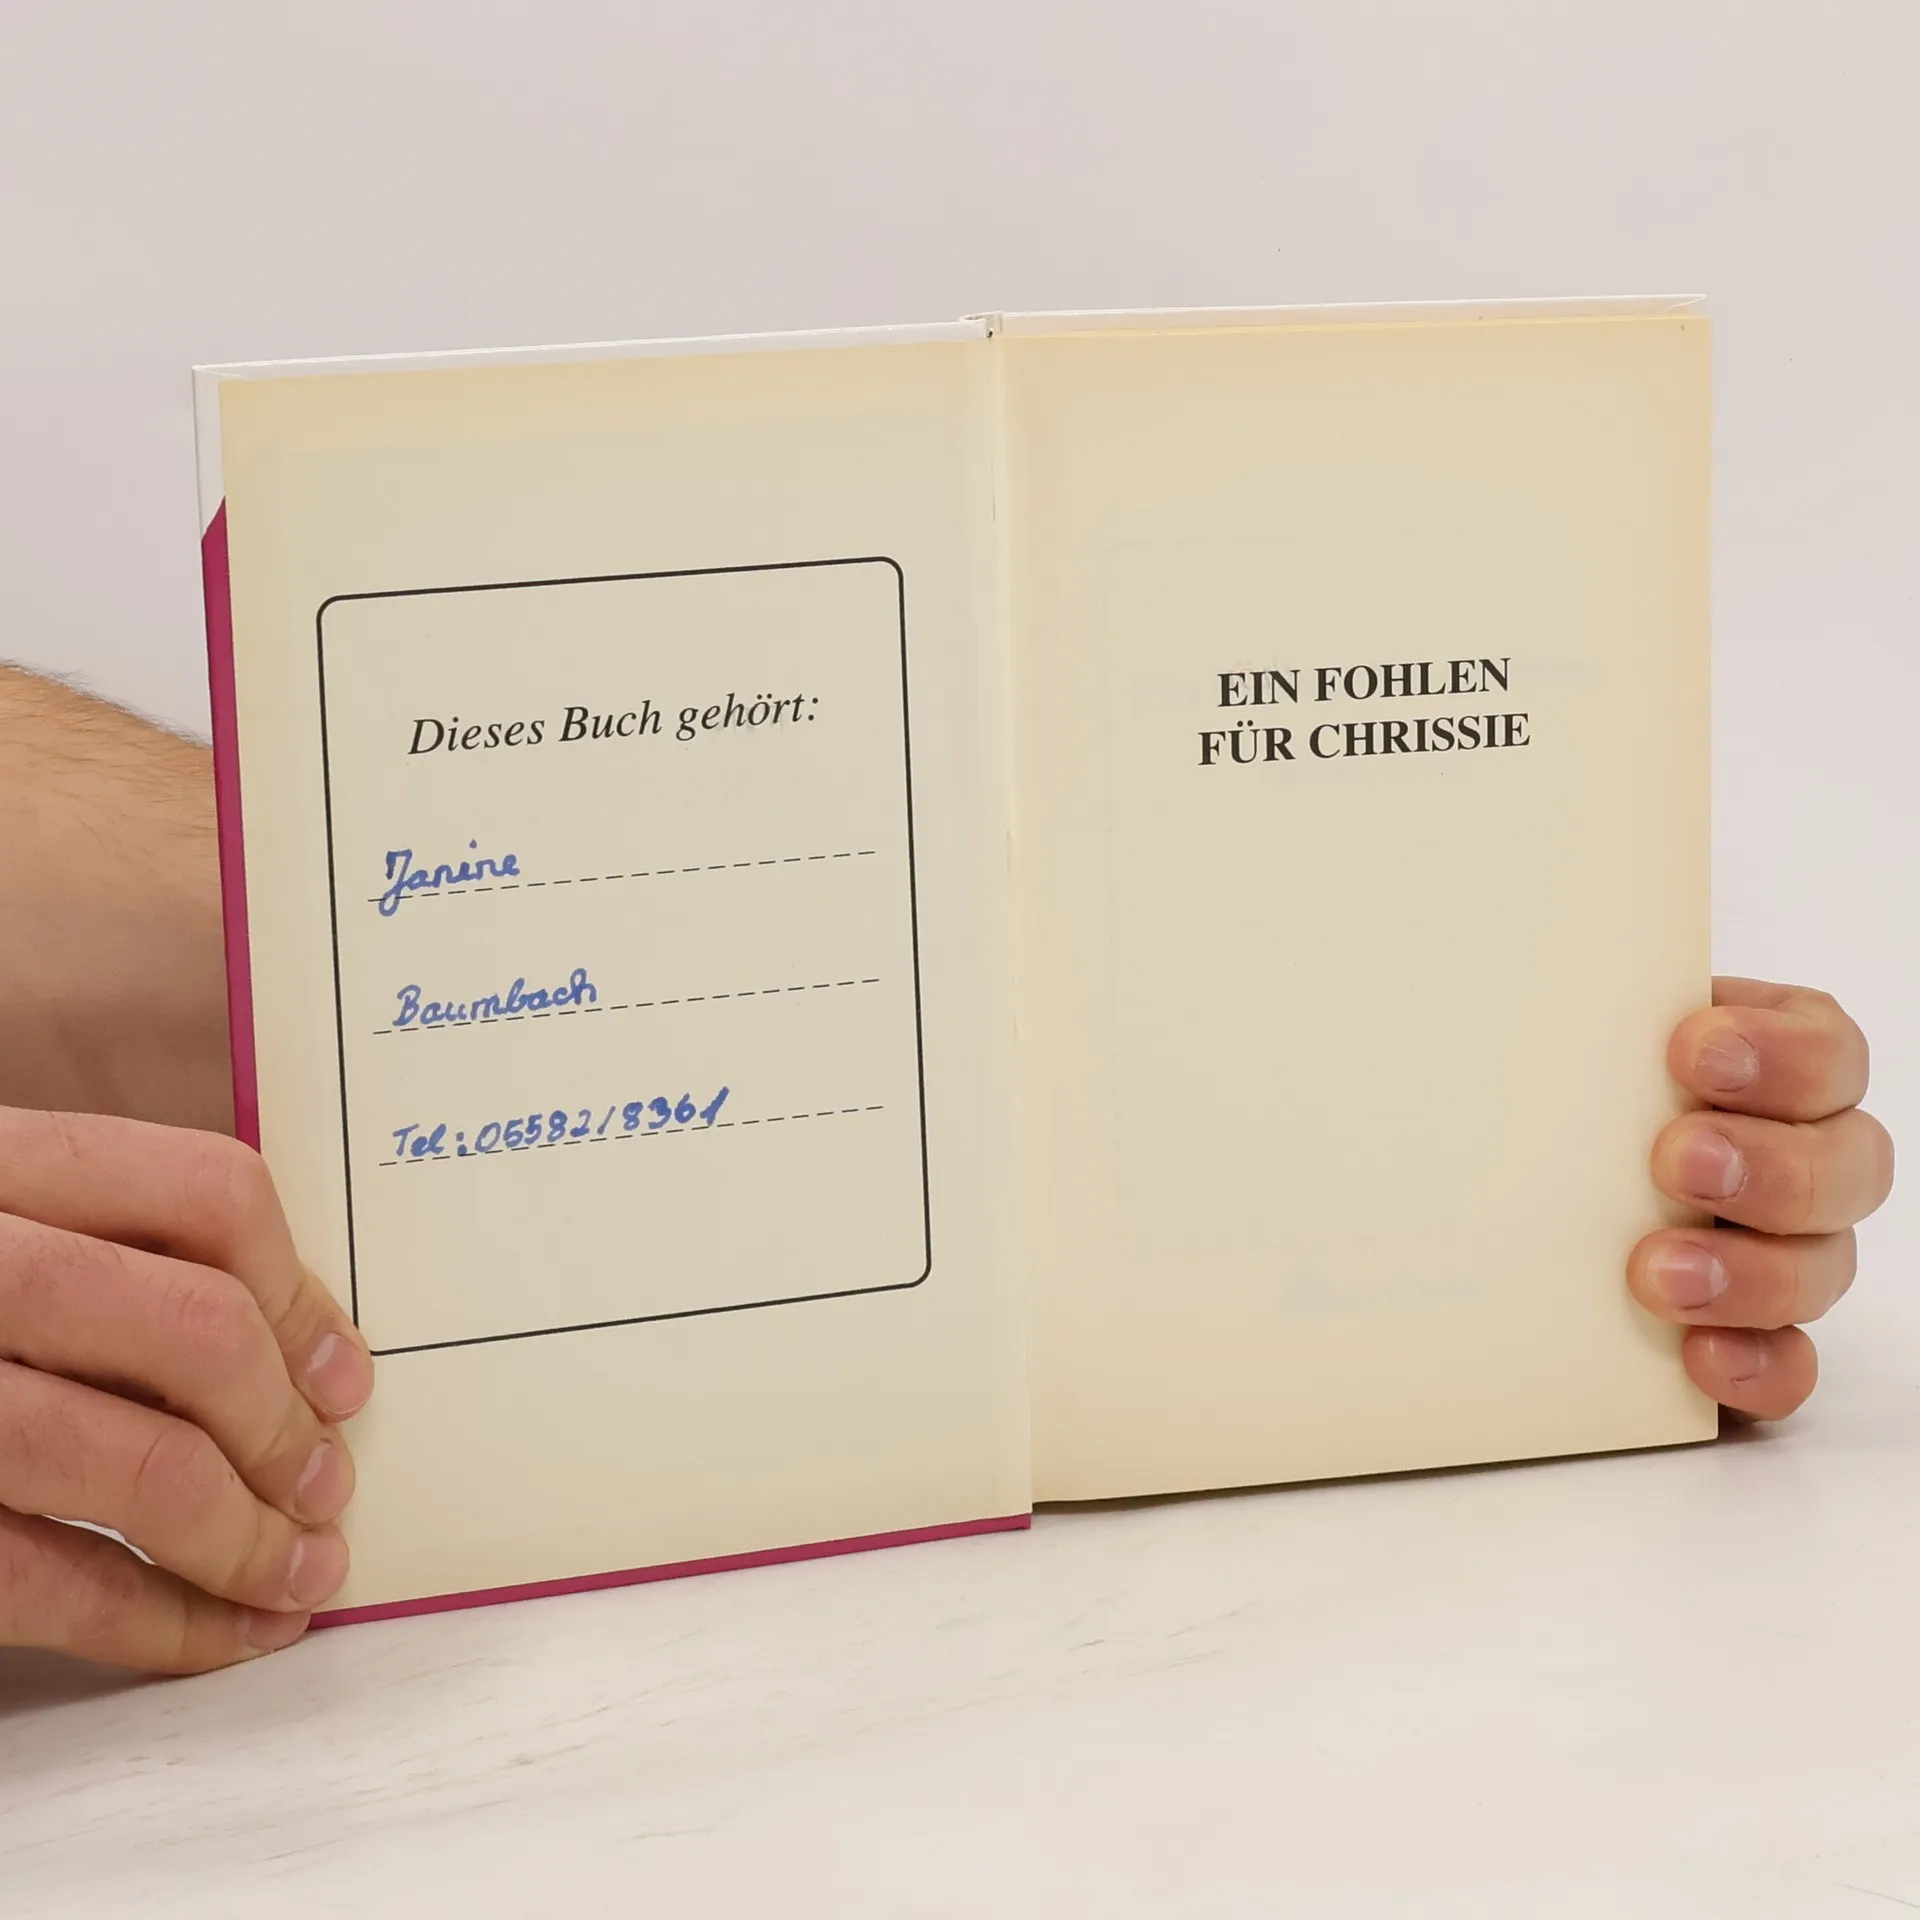 Dieses Buch gehört:
Janine
Baumbach
Tel: 05582/8361
EIN FOHLEN
FÜR CHRISSIE